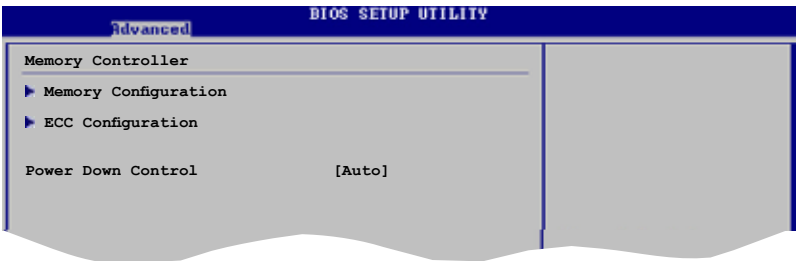 BIOS SETUP UTILITY
Advanced
Memory Controller
Memory Configuration
ECC Configuration
Power Down Control [Auto]